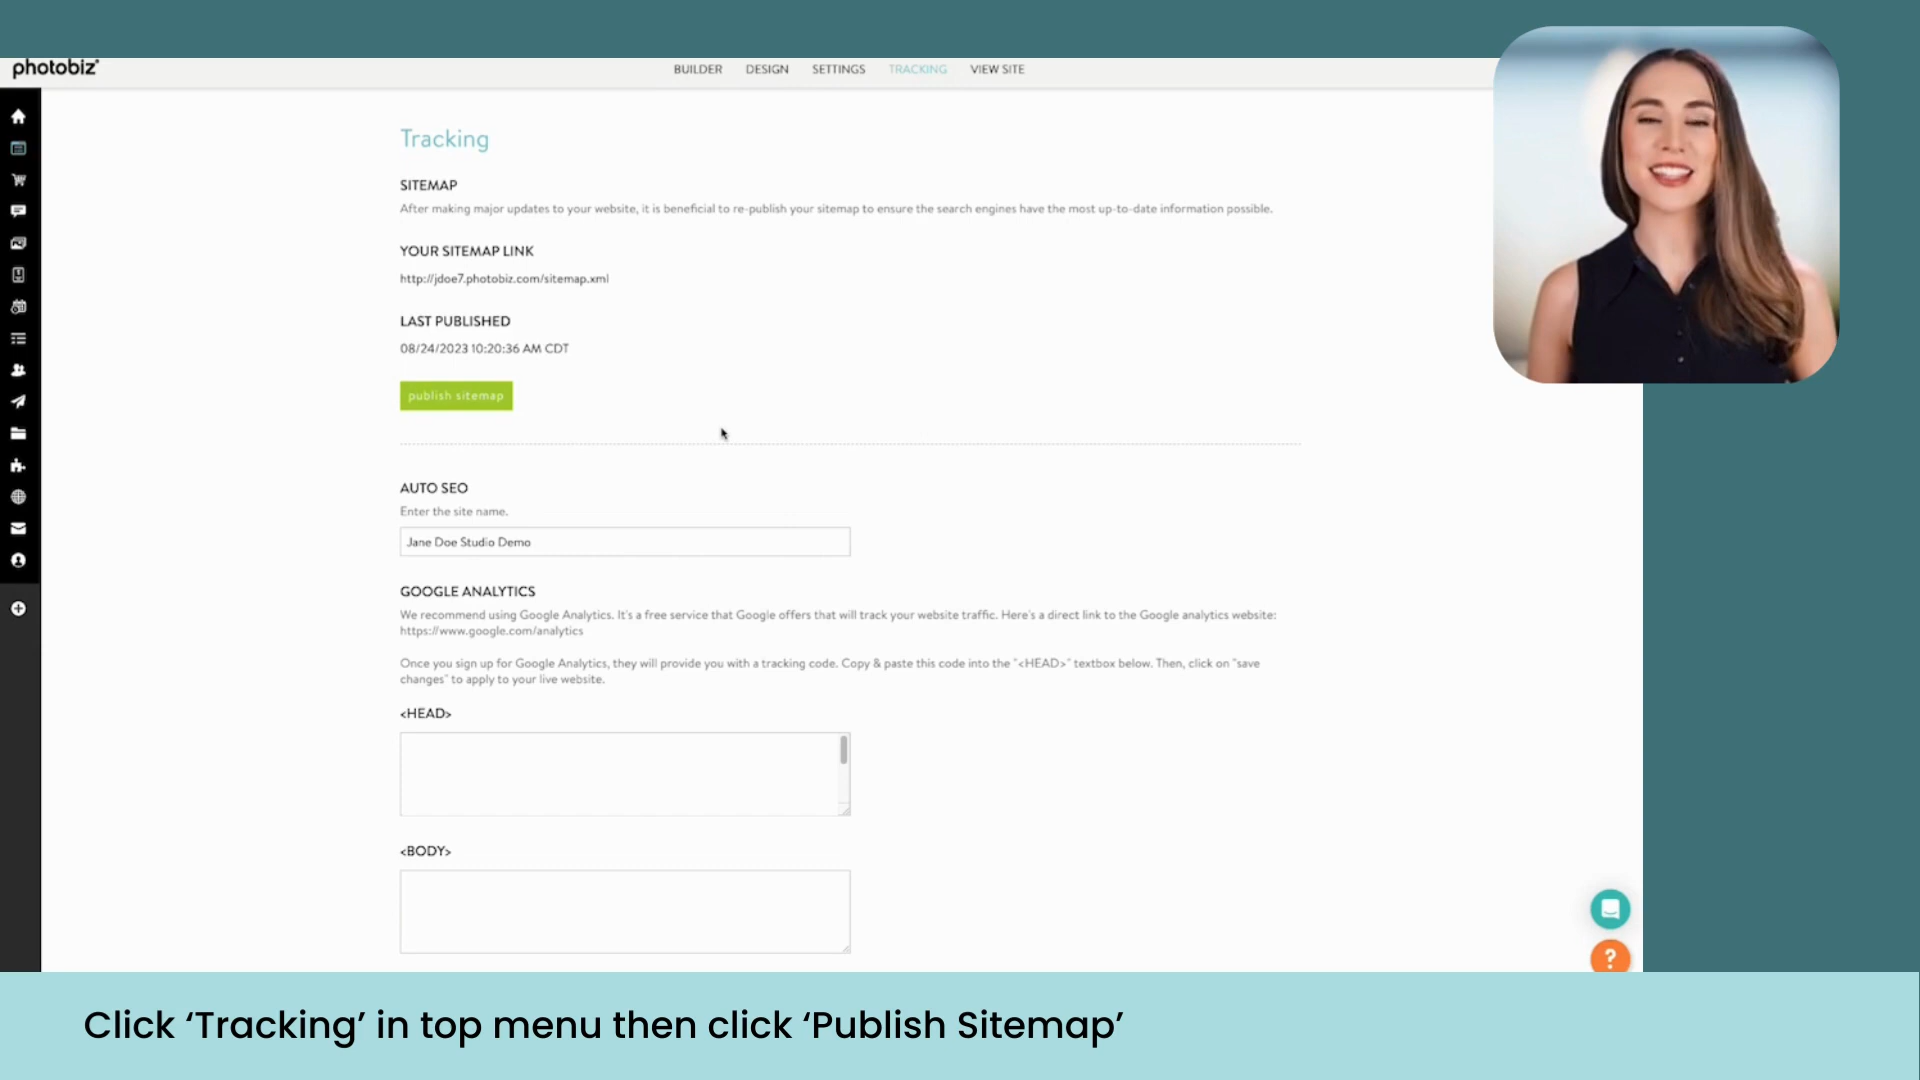 photobiz
BUILDER DESIGN SETTINGS TRACKING VIEW SITE
Tracking
SITEMAP
After making major updates to your website, it is beneficial to re-publish your sitemap to ensure the search engines have the most up-to-date information possible.
YOUR SITEMAP LINK
http://jdoe7.photobiz.com/sitemap.xml
LAST PUBLISHED
08/24/2023 10:20:36 AM CDT
publish sitemap
AUTO SEO
Enter the site name.
Jane Doe Studio Demo
GOOGLE ANALYTICS
We recommend using Google Analytics. It's a free service that Google offers that will track your website traffic. Here's a direct link to the Google analytics website:
https://www.google.com/analytics
Once you sign up for Google Analytics, they will provide you with a tracking code. Copy & paste this code into the "<HEAD>" textbox below. Then, click on "save
changes" to apply to your live website.
<HEAD>
<BODY>
?
Click ‘Tracking’ in top menu then click ‘Publish Sitemap’